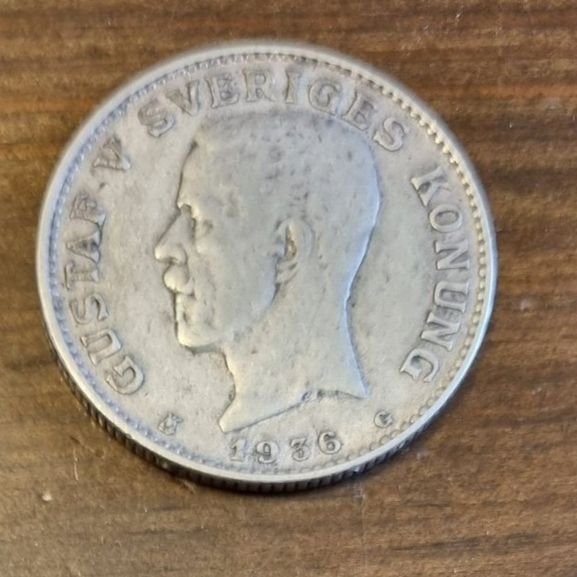 GUSTAF V SVERIGES KONUNG
1936
G